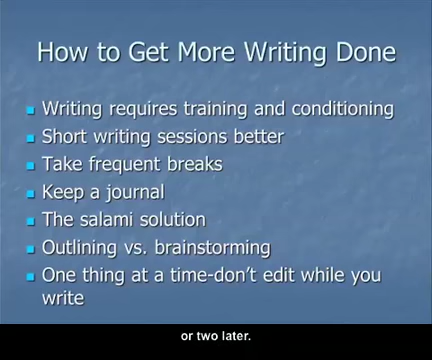 How to Get More Writing Done
Writing requires training and conditioning
Short writing sessions better
Take frequent breaks
Keep a journal
The salami solution
Outlining vs. brainstorming
One thing at a time-don't edit while you
write
or two later.